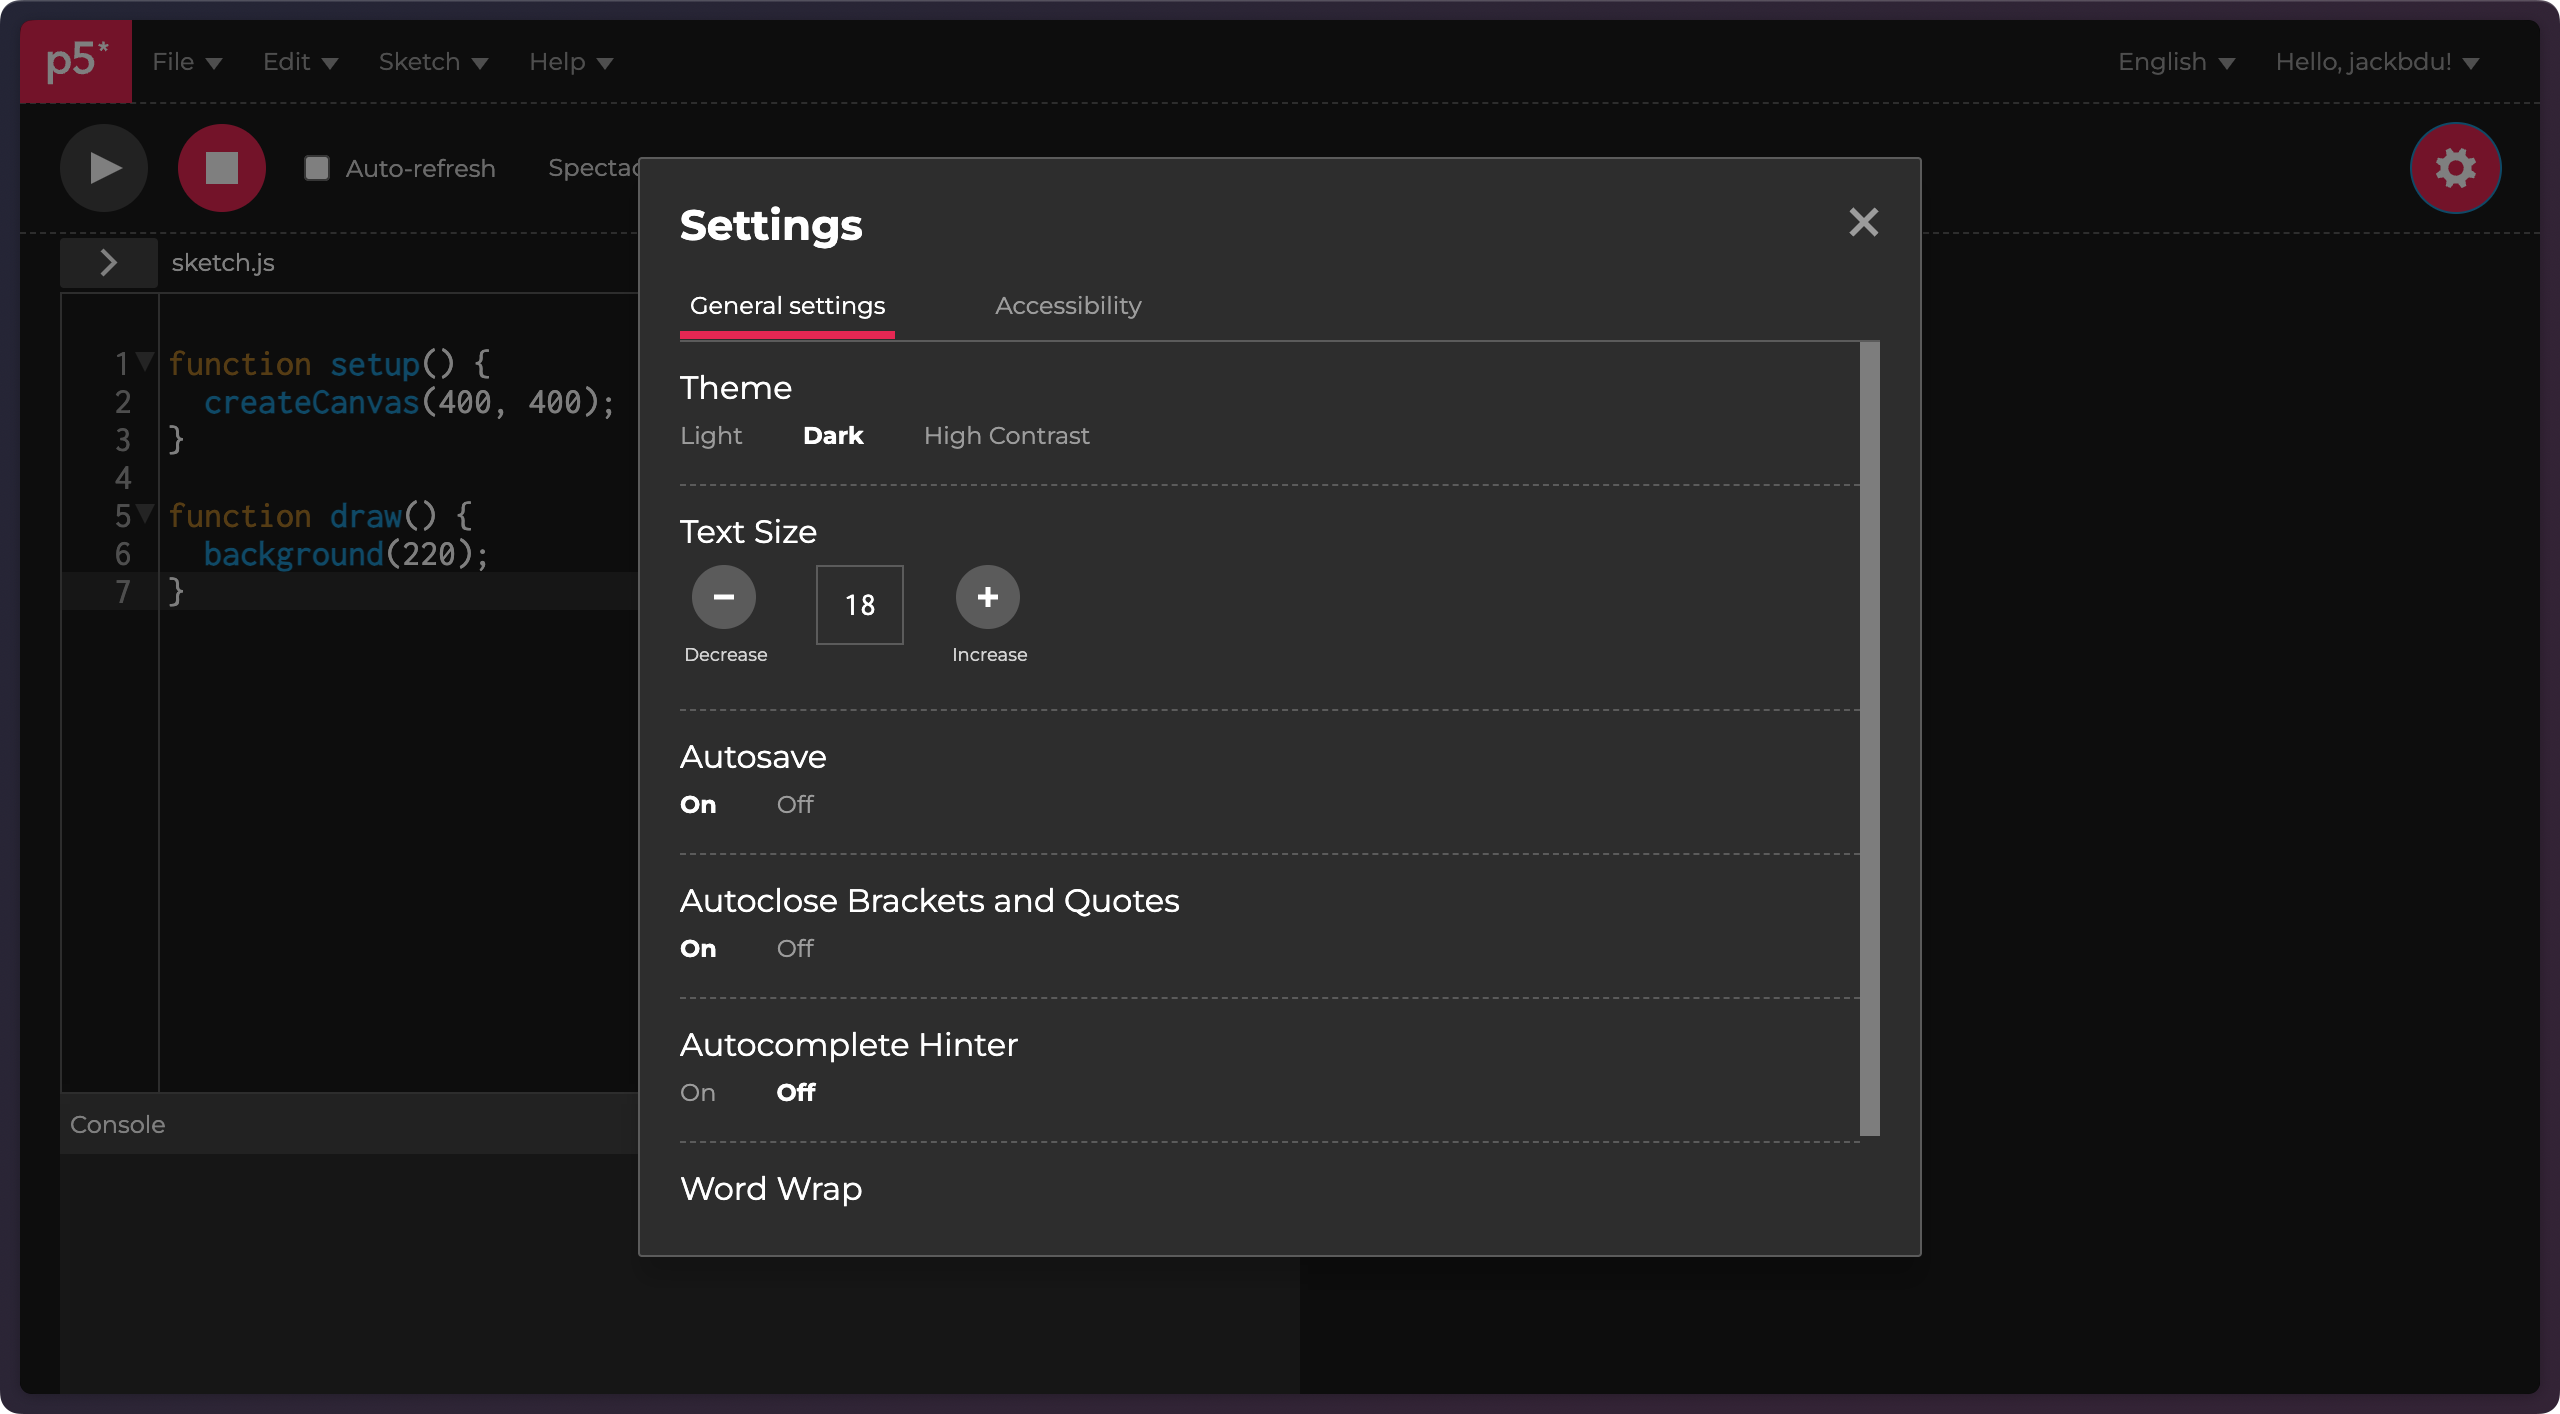 p5* File Edit Sketch Help English Hello, jackbdu!
Auto-refresh
Settings
General settings Accessibility
Theme
Light Dark High Contrast
Text Size
18
Decrease Increase
Autosave
On Off
Autoclose Brackets and Quotes
On Off
Autocomplete Hinter
On Off
Word Wrap
sketch.js
1 function setup() {
2 createCanvas(400, 400);
3 }
4
5 function draw() {
6 background(220);
7 }
Console